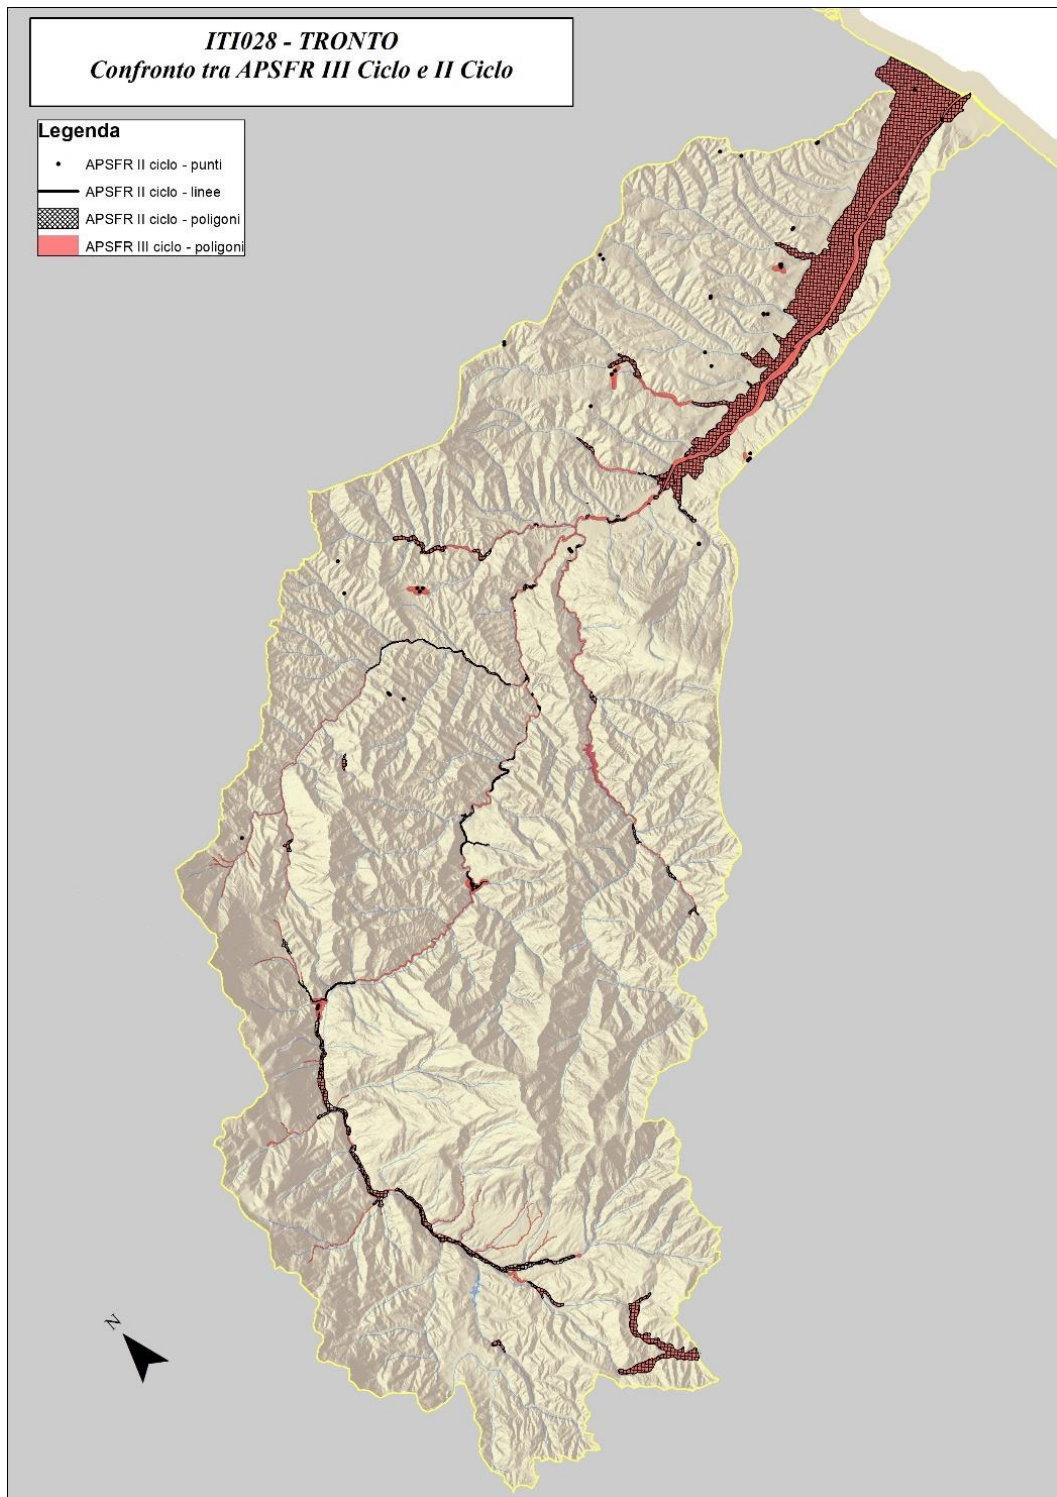 ITI028 - TRONTO
Confronto tra APSFR III Ciclo e II Ciclo
Legenda
APSFR II ciclo - punti
APSFR II ciclo - linee
APSFR II ciclo - poligoni
APSFR III ciclo - poligoni
N